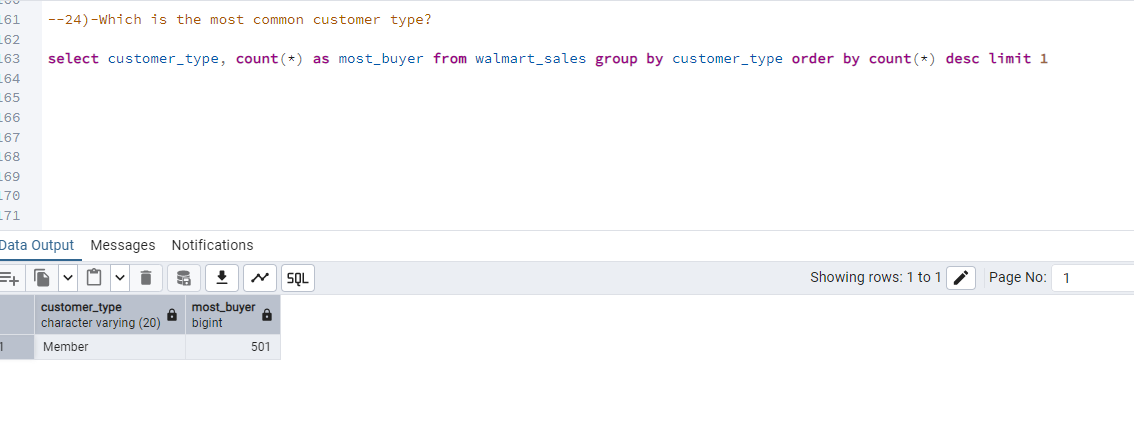 161 --24)-Which is the most common customer type?
162
163 select customer_type, count(*) as most_buyer from walmart_sales group by customer_type order by count(*) desc limit 1
164
165
166
167
168
169
170
171
Data Output Messages Notifications
SQL Showing rows: 1 to 1 Page No: 1
customer_type most_buyer
character varying (20) bigint
1 Member 501